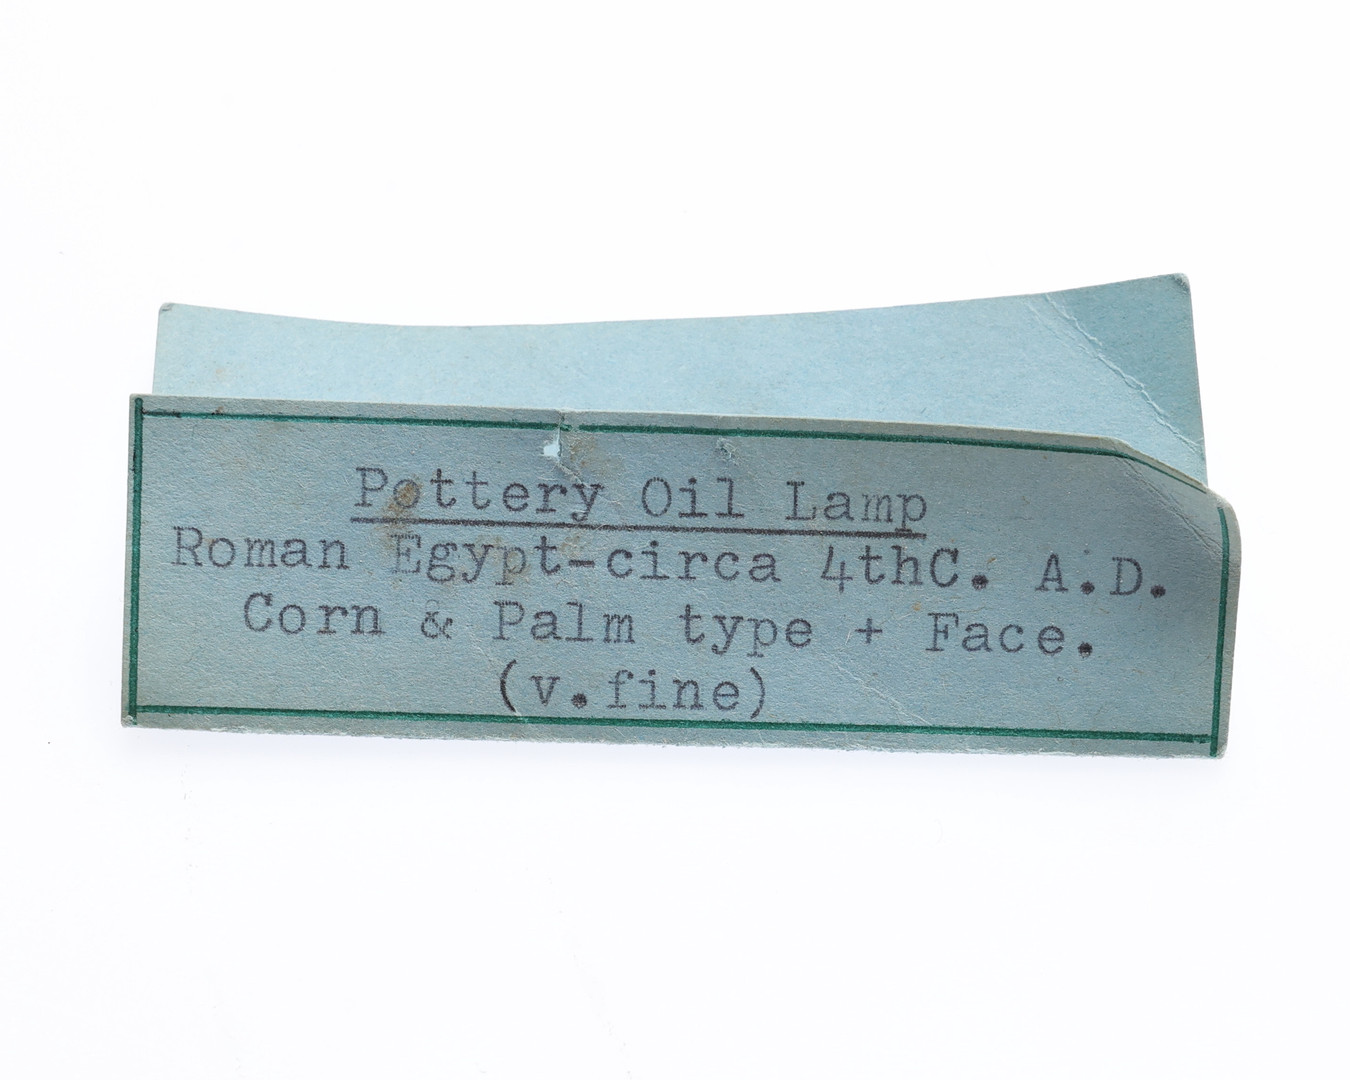 Pottery Oil Lamp
Roman Egypt-circa 4thC. A.D.
Corn & Palm type + Face.
(v.fine)